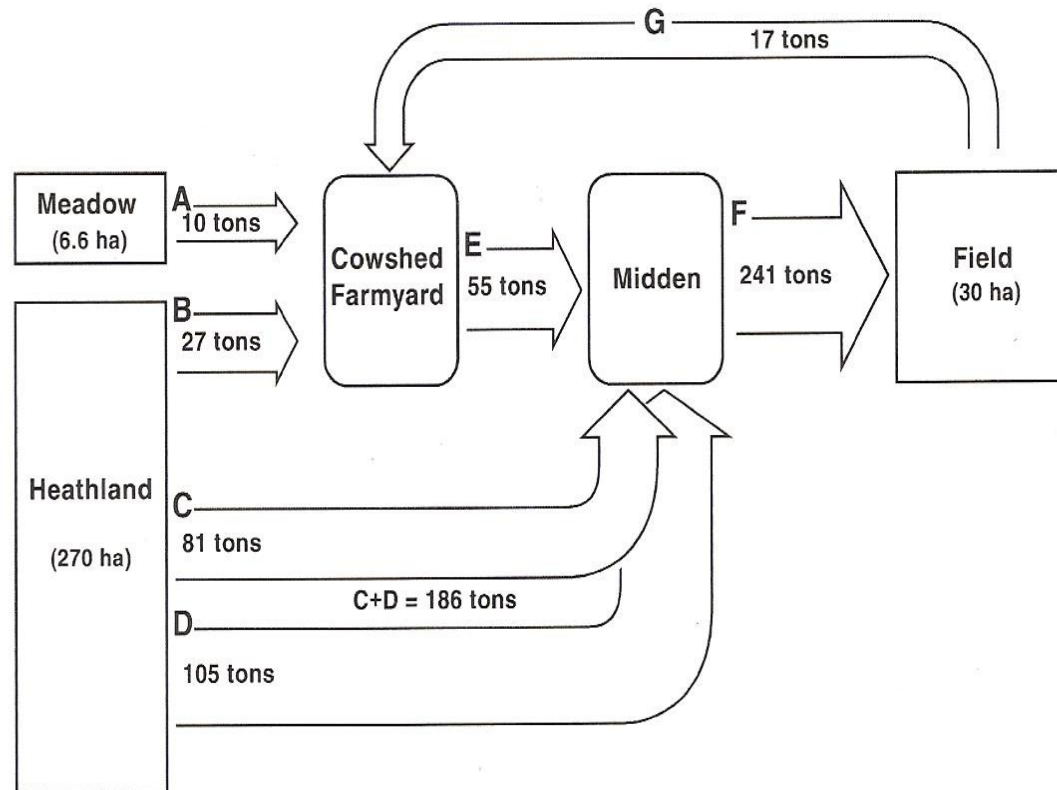 G
17 tons
Meadow
(6.6 ha)
A
10 tons
Cowshed
Farmyard
E
55 tons
Midden
F
241 tons
Field
(30 ha)
B
27 tons
Heathland
(270 ha)
C
81 tons
C+D = 186 tons
D
105 tons